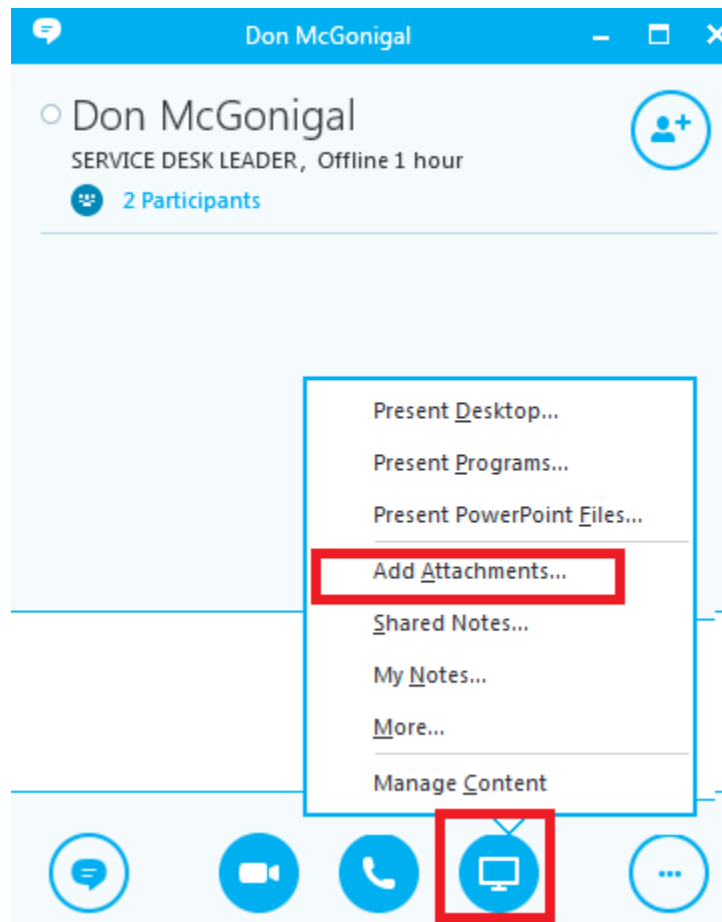 Don McGonigal
Don McGonigal
SERVICE DESK LEADER, Offline 1 hour
2 Participants
Present Desktop...
Present Programs...
Present PowerPoint Files...
Add Attachments...
Shared Notes...
My Notes...
More...
Manage Content